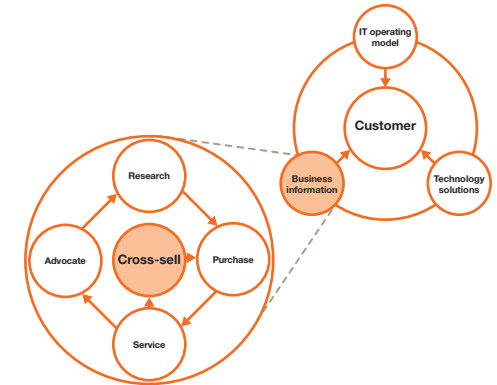 IT operating
model
Customer
Business
information
Technology
solutions
Research
Advocate
Cross-sell
Purchase
Service